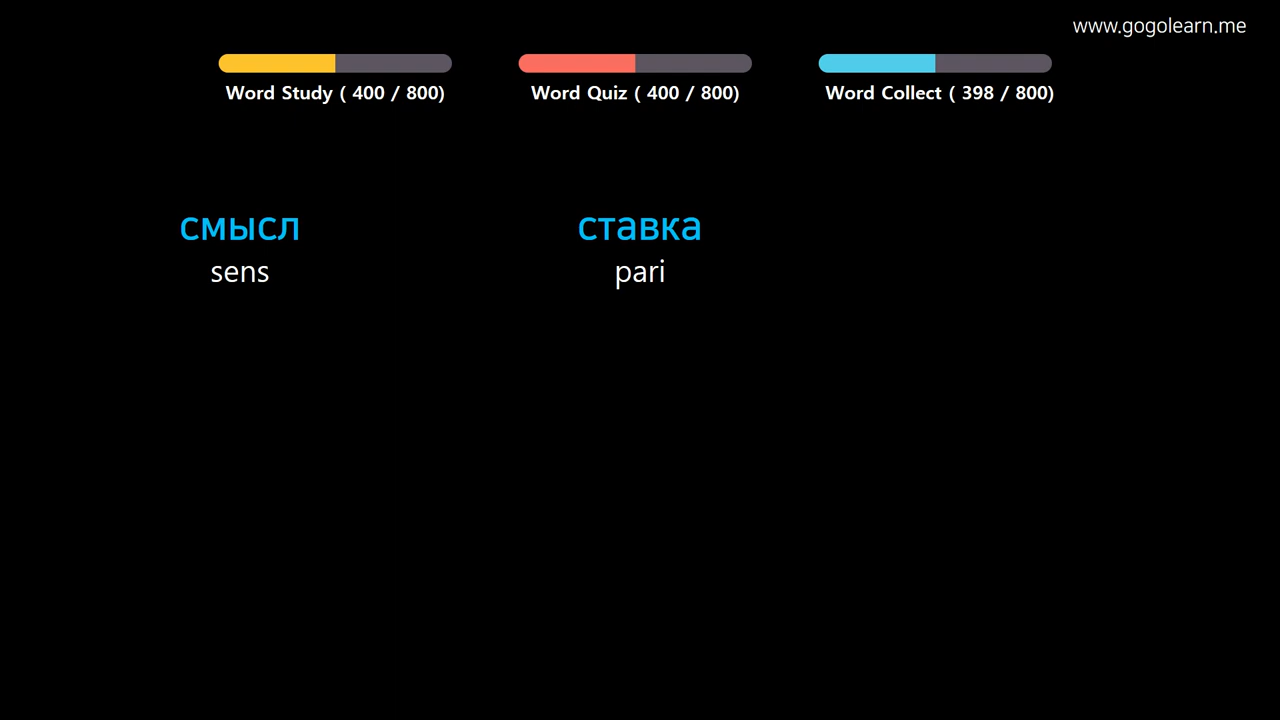 www.gogolearn.me
Word Study ( 400 / 800)
Word Quiz ( 400 / 800)
Word Collect ( 398 / 800)
смысл
sens
ставка
pari